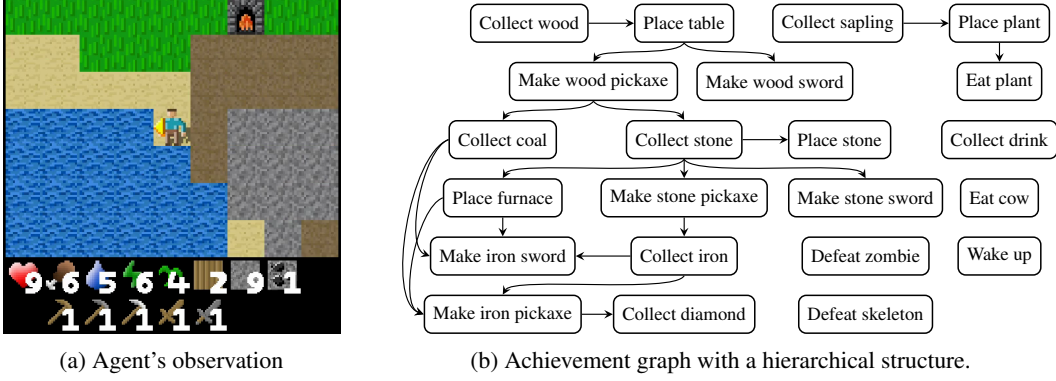 9 6 5 6 4 2 9 1
1 1 1 1 1
(a) Agent's observation
Collect wood Place table Collect sapling Place plant
Make wood pickaxe Make wood sword Eat plant
Collect coal Collect stone Place stone Collect drink
Place furnace Make stone pickaxe Make stone sword Eat cow
Make iron sword Collect iron Defeat zombie Wake up
Make iron pickaxe Collect diamond Defeat skeleton
(b) Achievement graph with a hierarchical structure.